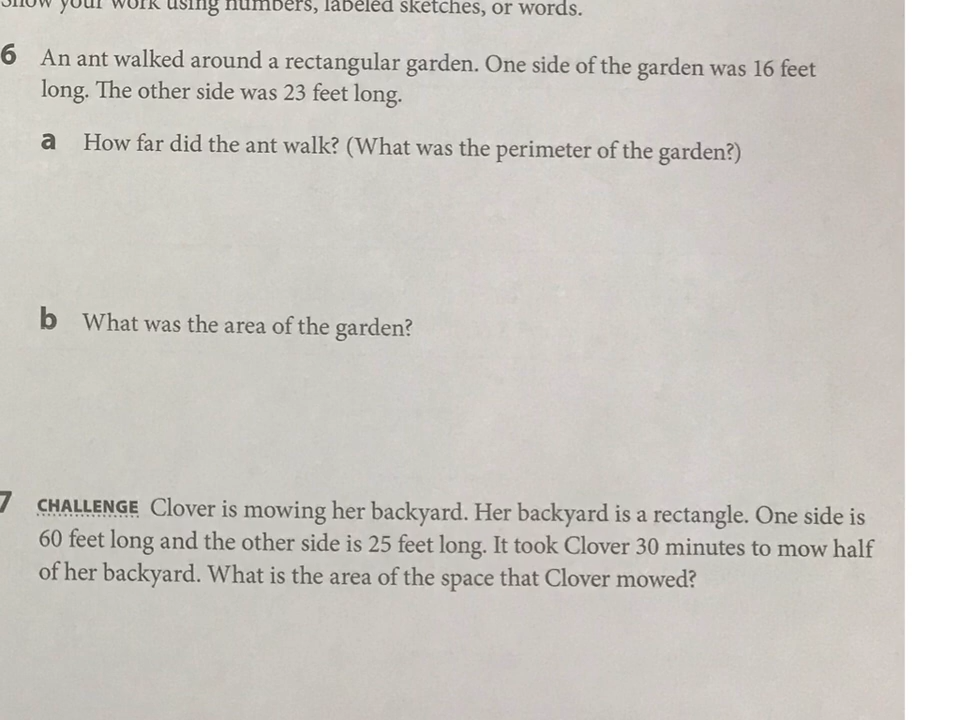 Show your work using numbers, labeled sketches, or words.
6 An ant walked around a rectangular garden. One side of the garden was 16 feet
long. The other side was 23 feet long.
a How far did the ant walk? (What was the perimeter of the garden?)
b What was the area of the garden?
7 CHALLENGE Clover is mowing her backyard. Her backyard is a rectangle. One side is
60 feet long and the other side is 25 feet long. It took Clover 30 minutes to mow half
of her backyard. What is the area of the space that Clover mowed?